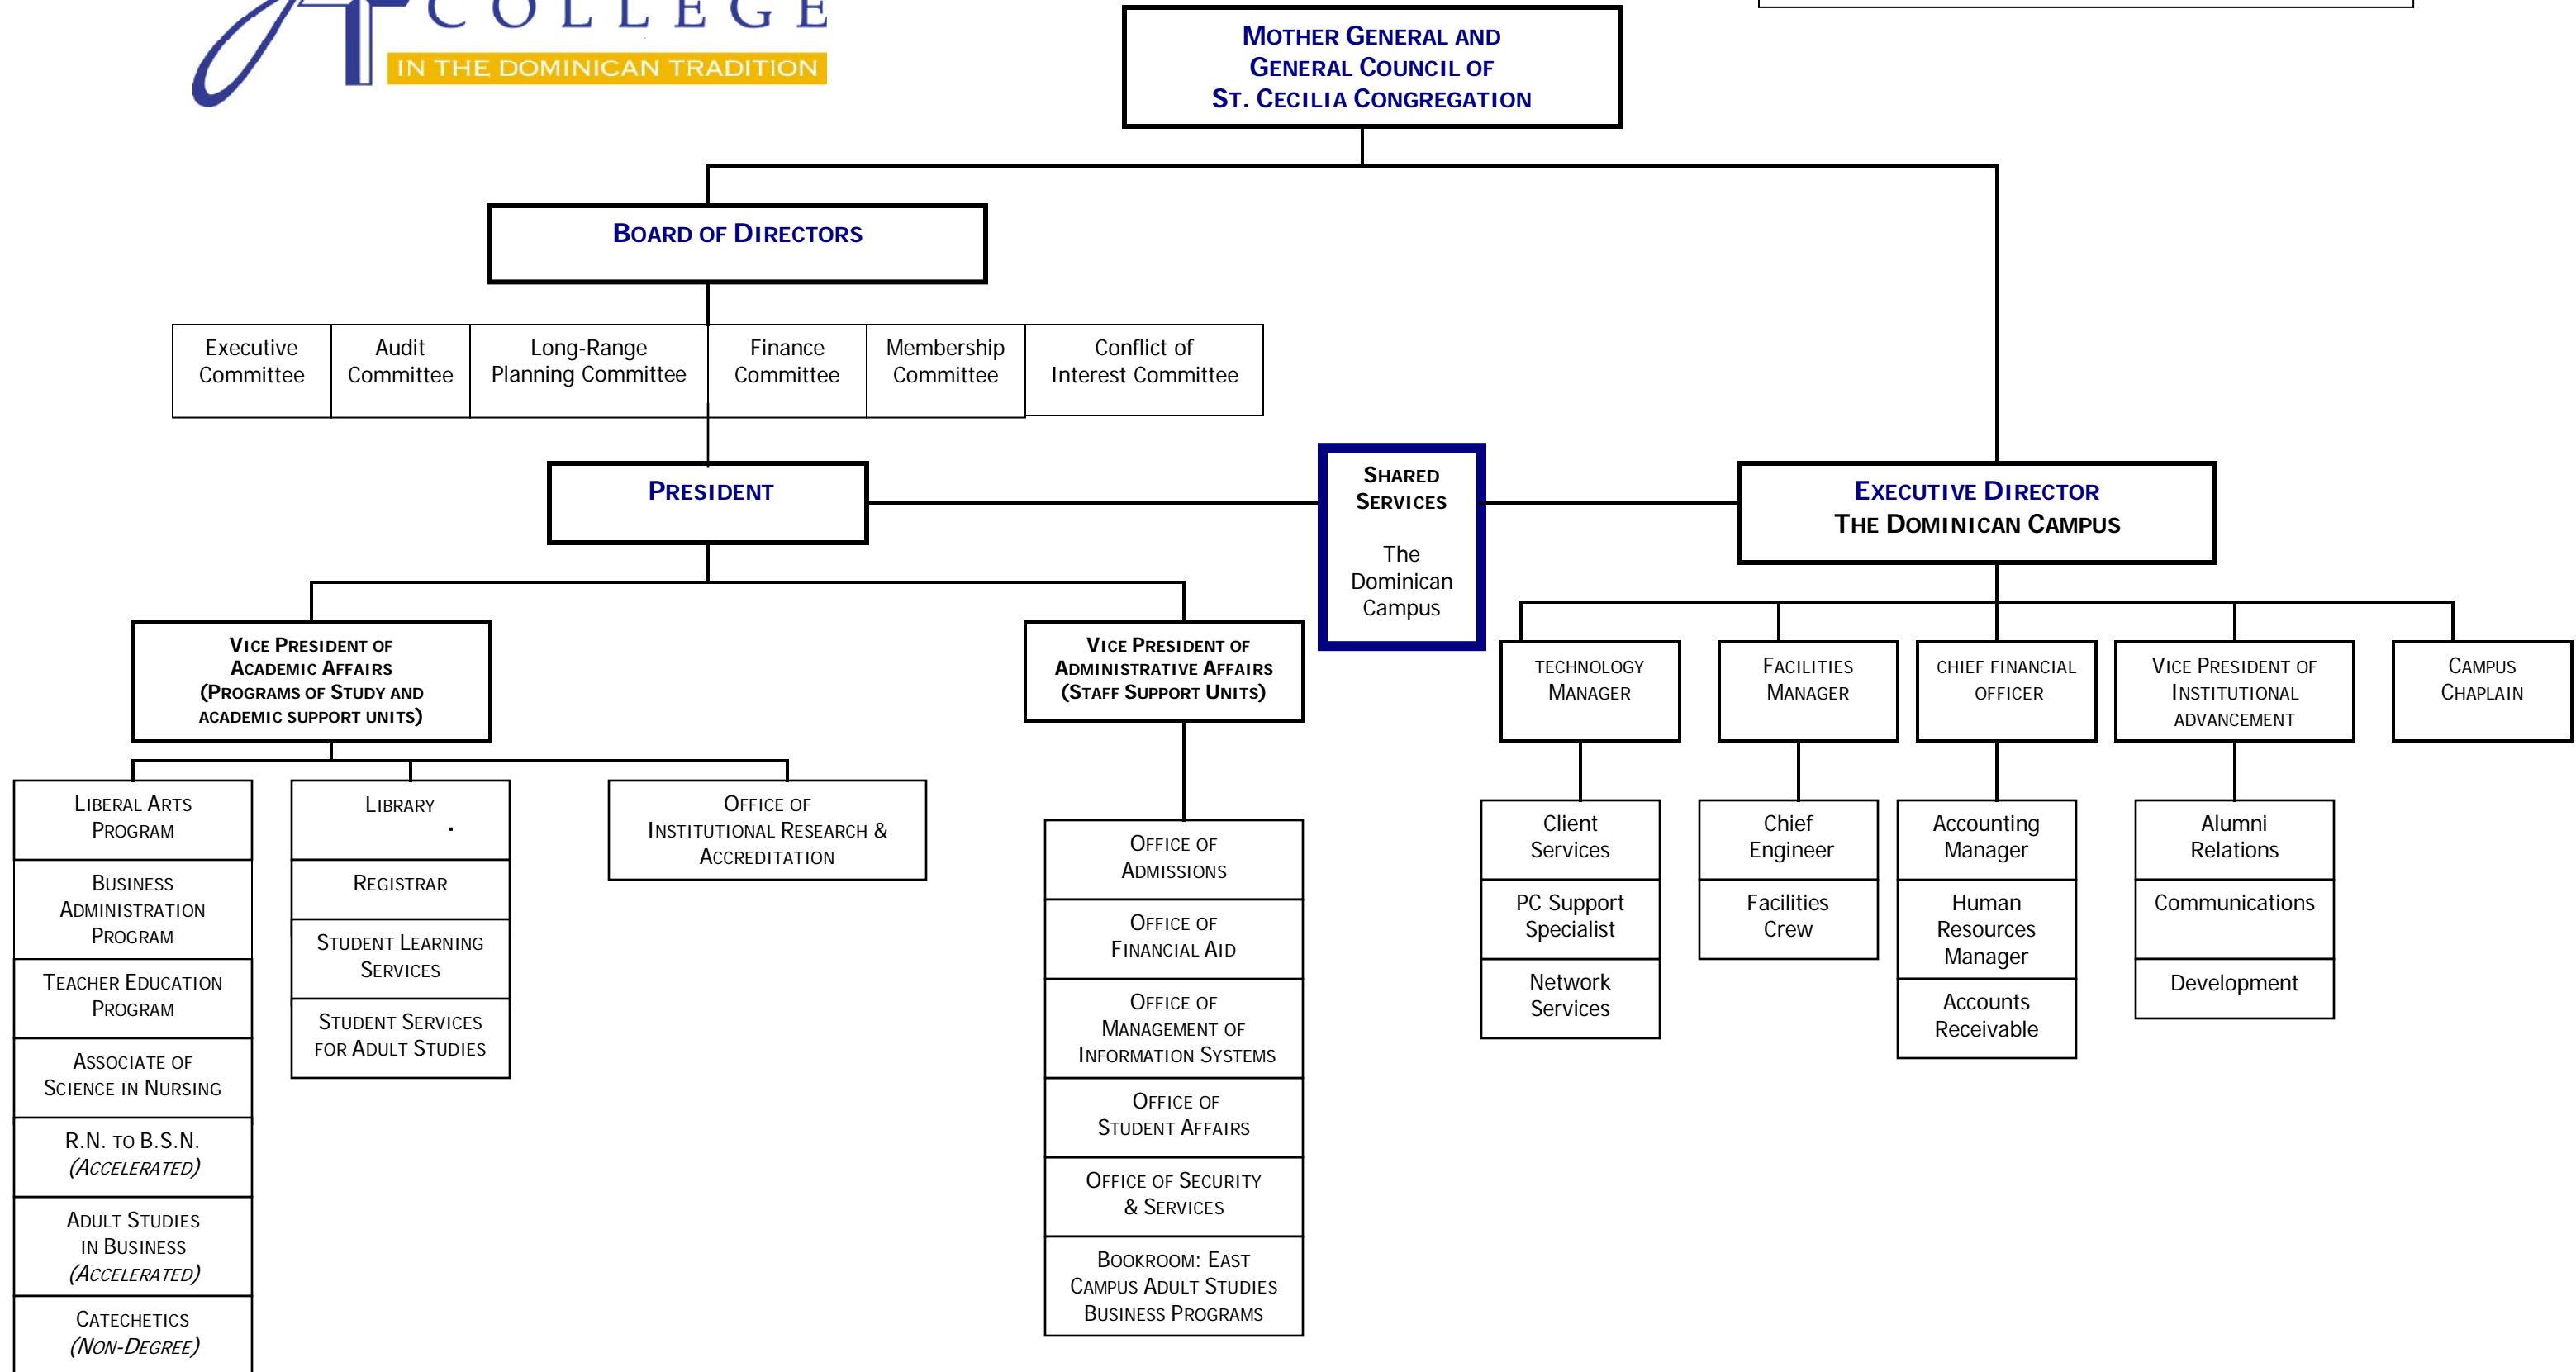 COLLEGE
IN THE DOMINICAN TRADITION
MOTHER GENERAL AND
GENERAL COUNCIL OF
ST. CECILIA CONGREGATION
BOARD OF DIRECTORS
Executive
Committee
Audit
Committee
Long-Range
Planning Committee
Finance
Committee
Membership
Committee
Conflict of
Interest Committee
PRESIDENT
SHARED
SERVICES
The
Dominican
Campus
EXECUTIVE DIRECTOR
THE DOMINICAN CAMPUS
VICE PRESIDENT OF
ACADEMIC AFFAIRS
(PROGRAMS OF STUDY AND
ACADEMIC SUPPORT UNITS)
VICE PRESIDENT OF
ADMINISTRATIVE AFFAIRS
(STAFF SUPPORT UNITS)
TECHNOLOGY
MANAGER
FACILITIES
MANAGER
CHIEF FINANCIAL
OFFICER
VICE PRESIDENT OF
INSTITUTIONAL
ADVANCEMENT
CAMPUS
CHAPLAIN
LIBERAL ARTS
PROGRAM
BUSINESS
ADMINISTRATION
PROGRAM
TEACHER EDUCATION
PROGRAM
ASSOCIATE OF
SCIENCE IN NURSING
R.N. TO B.S.N.
(ACCELERATED)
ADULT STUDIES
IN BUSINESS
(ACCELERATED)
CATECHETICS
(NON-DEGREE)
LIBRARY
REGISTRAR
STUDENT LEARNING
SERVICES
STUDENT SERVICES
FOR ADULT STUDIES
OFFICE OF
INSTITUTIONAL RESEARCH &
ACCREDITATION
OFFICE OF
ADMISSIONS
OFFICE OF
FINANCIAL AID
OFFICE OF
MANAGEMENT OF
INFORMATION SYSTEMS
OFFICE OF
STUDENT AFFAIRS
OFFICE OF SECURITY
& SERVICES
BOOKROOM: EAST
CAMPUS ADULT STUDIES
BUSINESS PROGRAMS
Client
Services
PC Support
Specialist
Network
Services
Chief
Engineer
Facilities
Crew
Accounting
Manager
Human
Resources
Manager
Accounts
Receivable
Alumni
Relations
Communications
Development